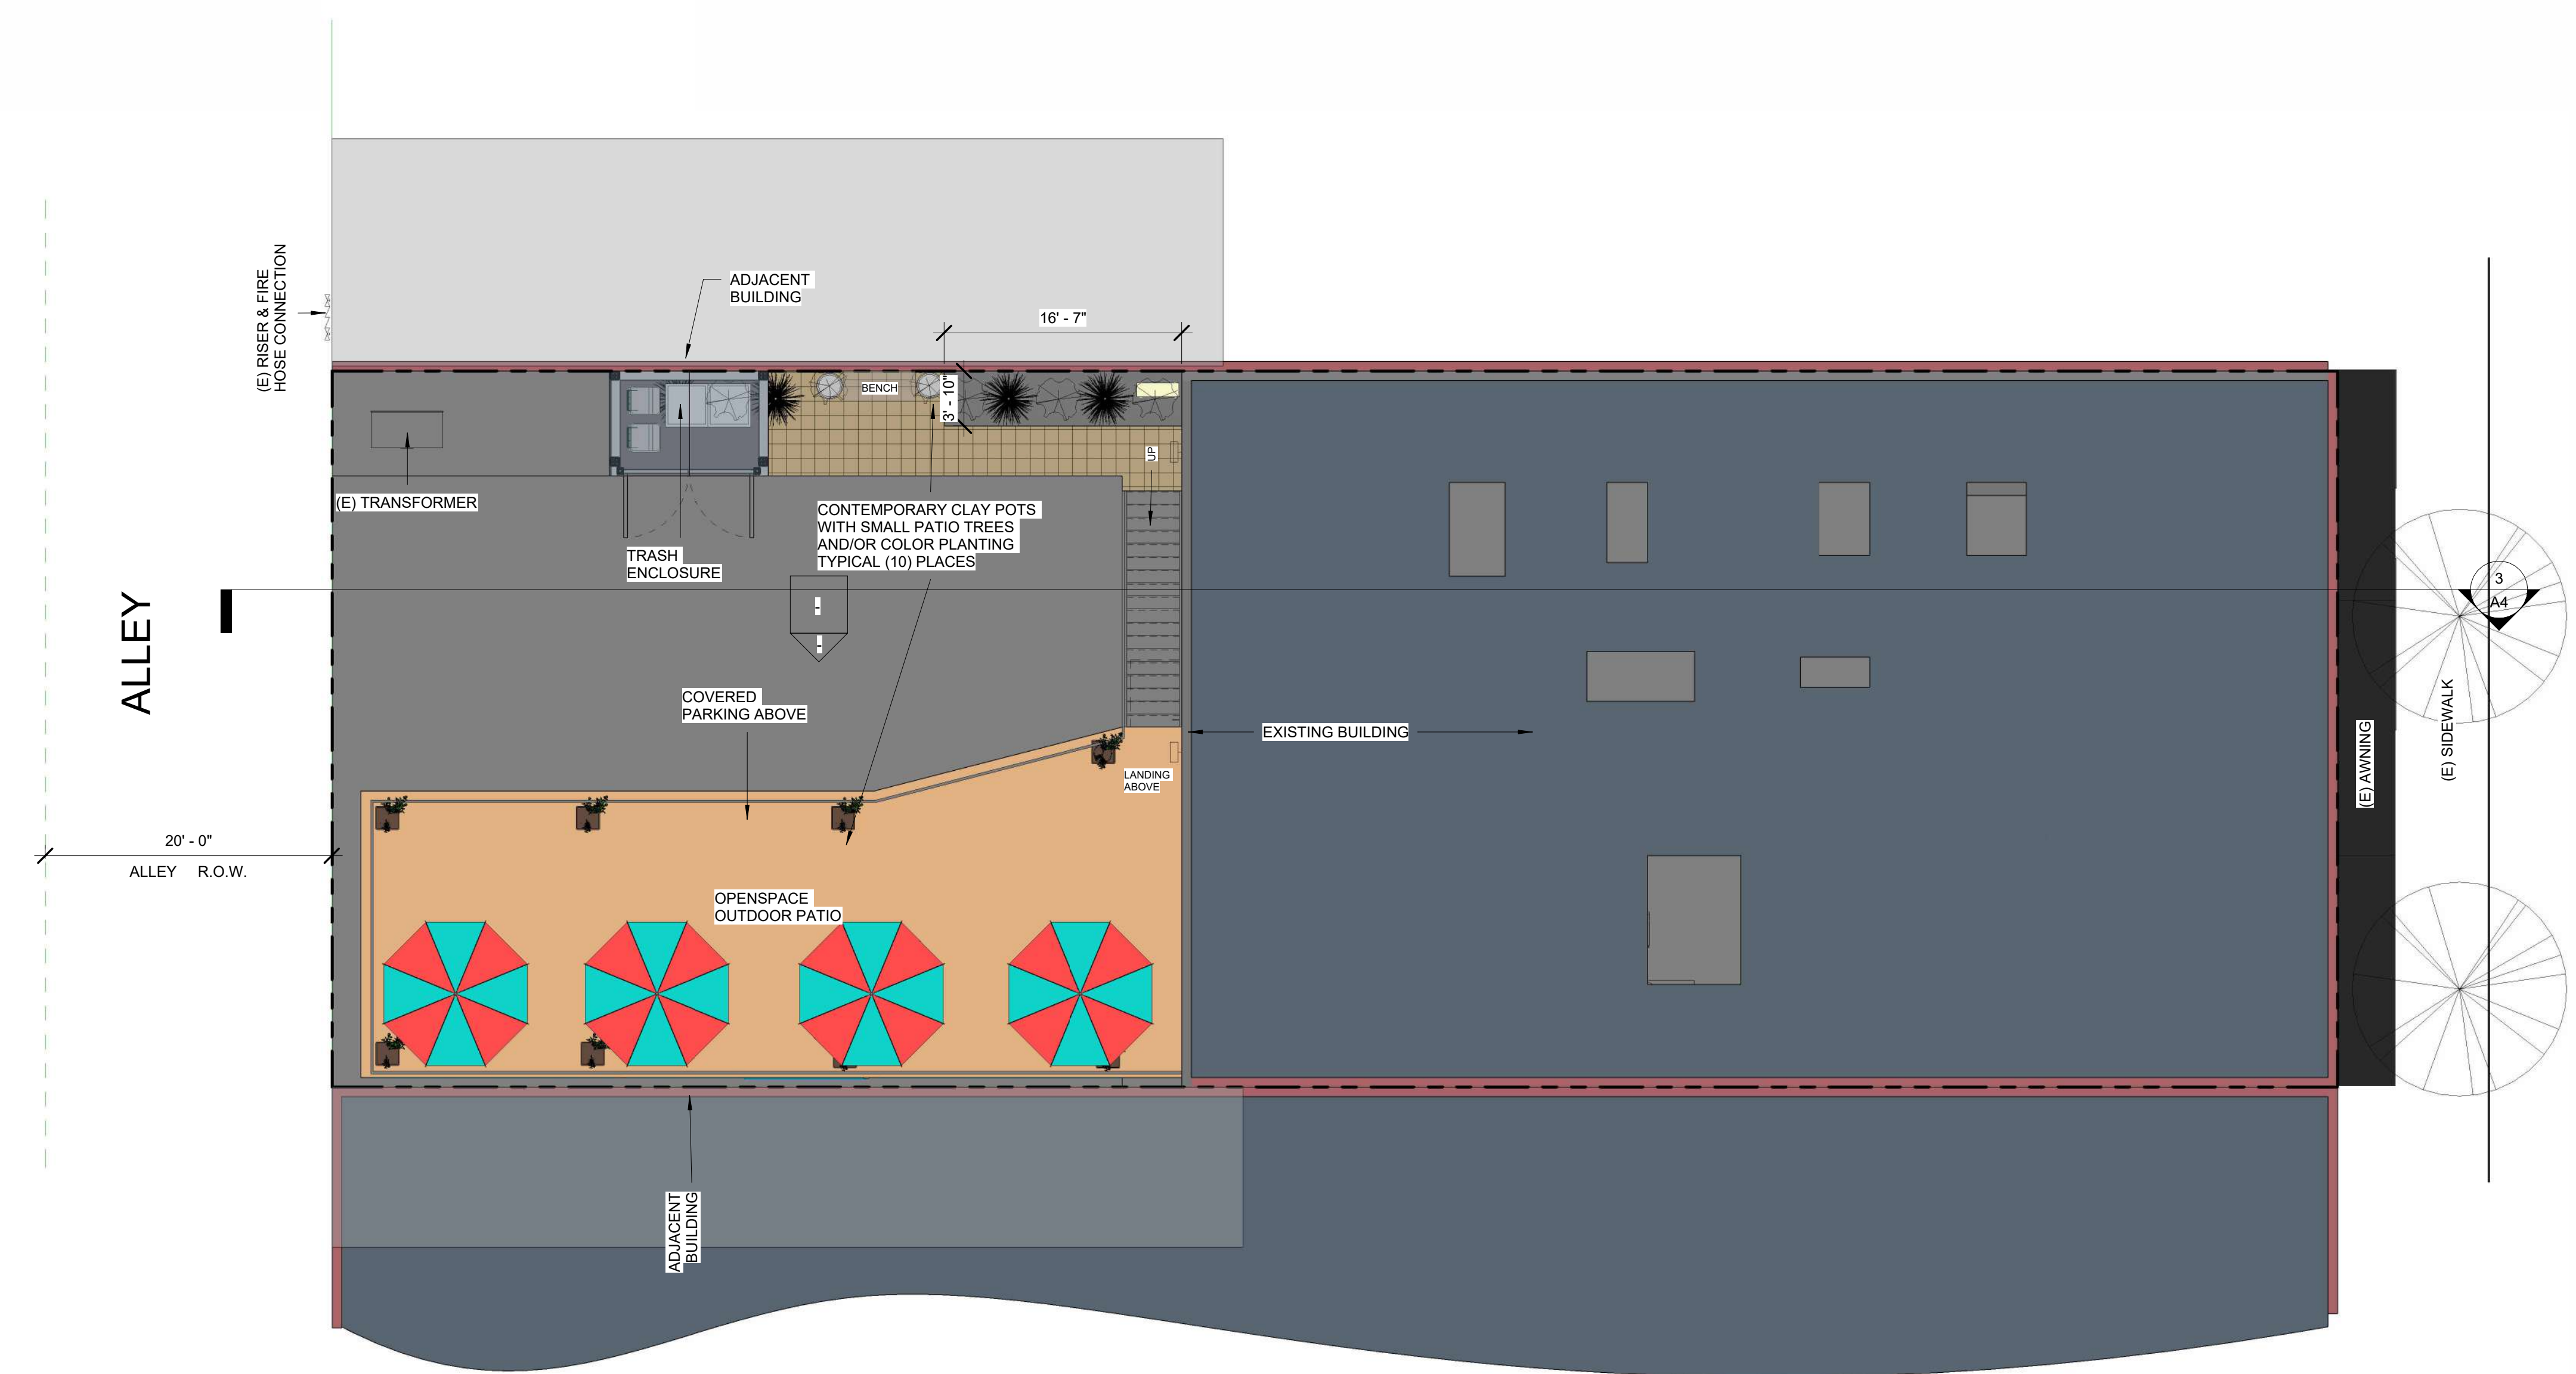 (E) RISER & FIRE
HOSE CONNECTION
ADJACENT
BUILDING
16' - 7"
BENCH
3' - 10"
UP
(E) TRANSFORMER
CONTEMPORARY CLAY POTS
WITH SMALL PATIO TREES
AND/OR COLOR PLANTING
TYPICAL (10) PLACES
TRASH
ENCLOSURE
ALLEY
3
A4
COVERED
PARKING ABOVE
EXISTING BUILDING
(E) AWNING
(E) SIDEWALK
LANDING
ABOVE
20' - 0"
ALLEY R.O.W.
OPENSPACE
OUTDOOR PATIO
ADJACENT
BUILDING